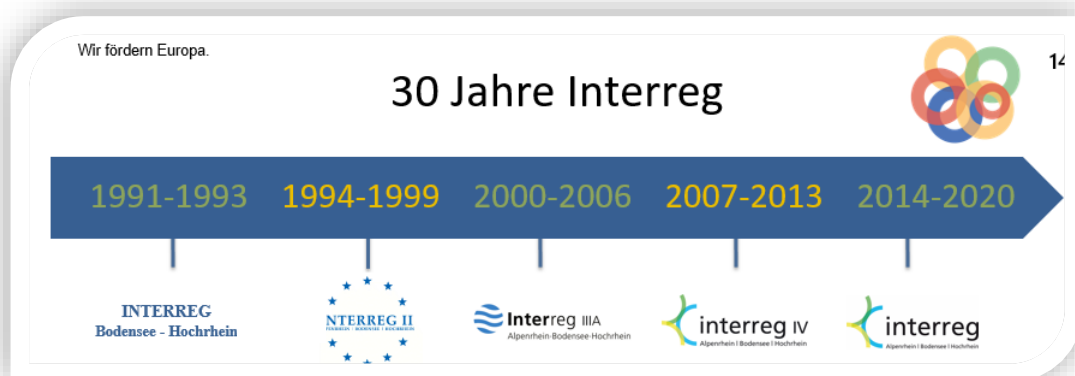 Wir fördern Europa.
14
30 Jahre Interreg
1991-1993 1994-1999 2000-2006 2007-2013 2014-2020
INTERREG
Bodensee - Hochrhein
NTERREG II
Interreg IIIA
Alpenrhein-Bodensee-Hochrhein
interreg IV
Alpenrhein | Bodensee | Hochrhein
interreg
Alpenrhein | Bodensee | Hochrhein